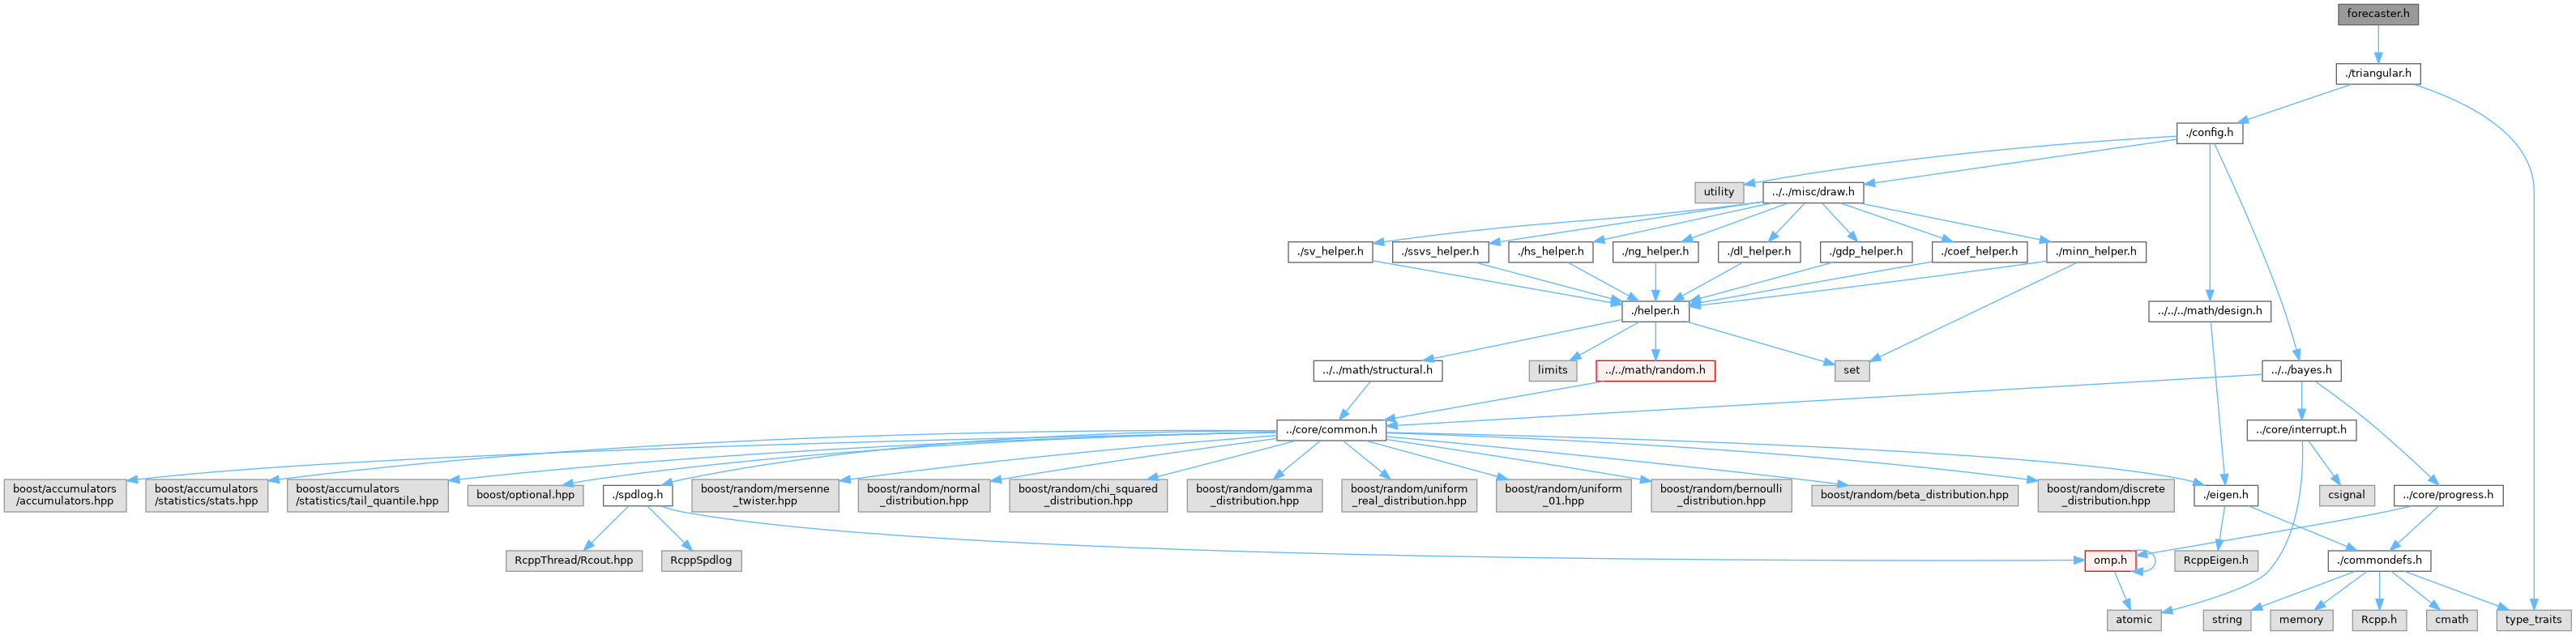 forecaster.h
./triangular.h
./config.h
utility
../../misc/draw.h
./sv_helper.h
./ssvs_helper.h
./hs_helper.h
./ng_helper.h
./dl_helper.h
./gdp_helper.h
./coef_helper.h
./minn_helper.h
./helper.h
../../../math/design.h
../../math/structural.h
limits
../../math/random.h
set
../../bayes.h
../core/common.h
../core/interrupt.h
boost/accumulators
/accumulators.hpp
boost/accumulators
/statistics/stats.hpp
boost/accumulators
/statistics/tail_quantile.hpp
boost/optional.hpp
./spdlog.h
boost/random/mersenne
_twister.hpp
boost/random/normal
_distribution.hpp
boost/random/chi_squared
_distribution.hpp
boost/random/gamma
_distribution.hpp
boost/random/uniform
_real_distribution.hpp
boost/random/uniform
_01.hpp
boost/random/bernoulli
_distribution.hpp
boost/random/beta_distribution.hpp
boost/random/discrete
_distribution.hpp
./eigen.h
csignal
../core/progress.h
RcppThread/Rcout.hpp
RcppSpdlog
omp.h
RcppEigen.h
./commondefs.h
atomic
string
memory
Rcpp.h
cmath
type_traits